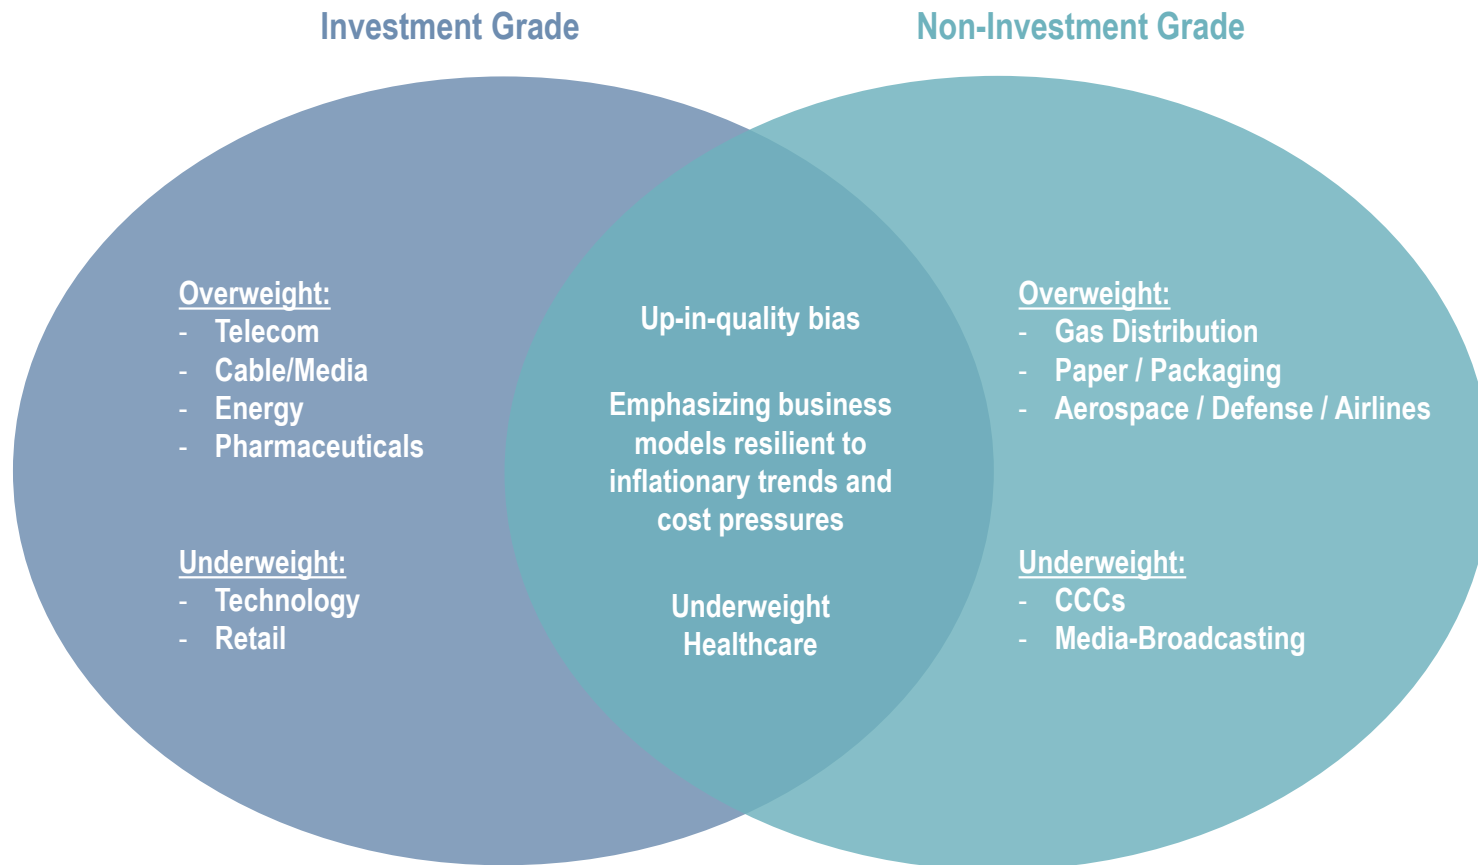 Investment Grade
Non-Investment Grade
Overweight:
- Telecom
- Cable/Media
- Energy
- Pharmaceuticals
Underweight:
- Technology
- Retail
Up-in-quality bias
Emphasizing business
models resilient to
inflationary trends and
cost pressures
Underweight
Healthcare
Overweight:
- Gas Distribution
- Paper / Packaging
- Aerospace / Defense / Airlines
Underweight:
- CCCs
- Media-Broadcasting